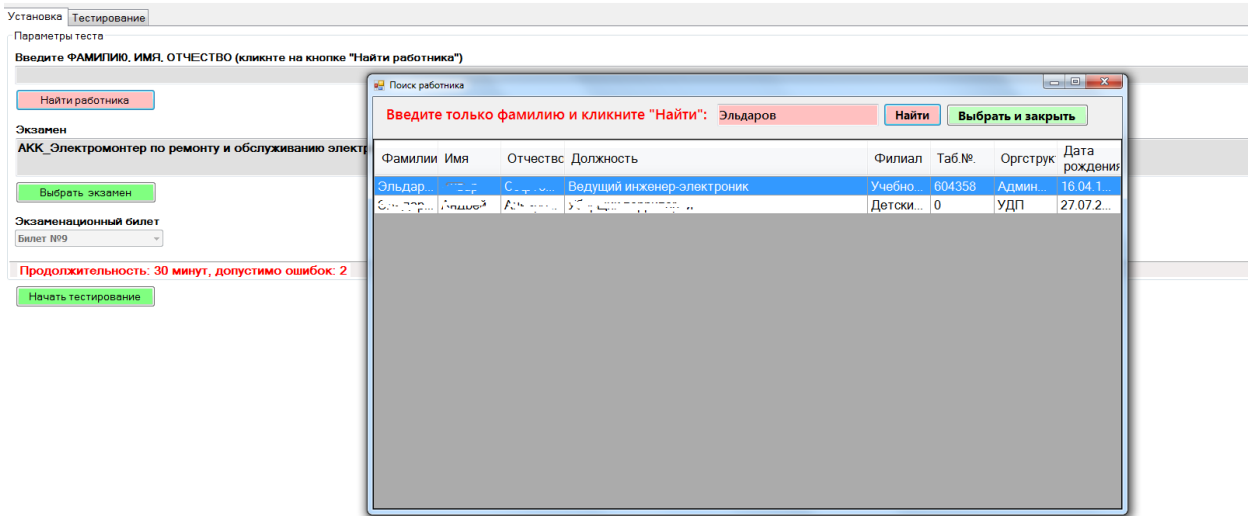 Установка Тестирование
Параметры теста
Введите ФАМИЛИЮ, ИМЯ, ОТЧЕСТВО (кликнте на кнопке "Найти работника")
Найти работника
Экзамен
АКК_Электромонтер по ремонту и обслуживанию электр
Выбрать экзамен
Экзаменационный билет
Билет №9
Продолжительность: 30 минут, допустимо ошибок: 2
Начать тестирование
Поиск работника
Введите только фамилию и кликните "Найти": Эльдаров Найти Выбрать и закрыть
Фамилии Имя Отчествс Должность Филиал Таб.№. Оргструк Дата рождения
Эльдар... Ведущий инженер-электроник Учебно... 604358 Админ... 16.04.1...
Андрей Детски... 0 УДП 27.07.2...